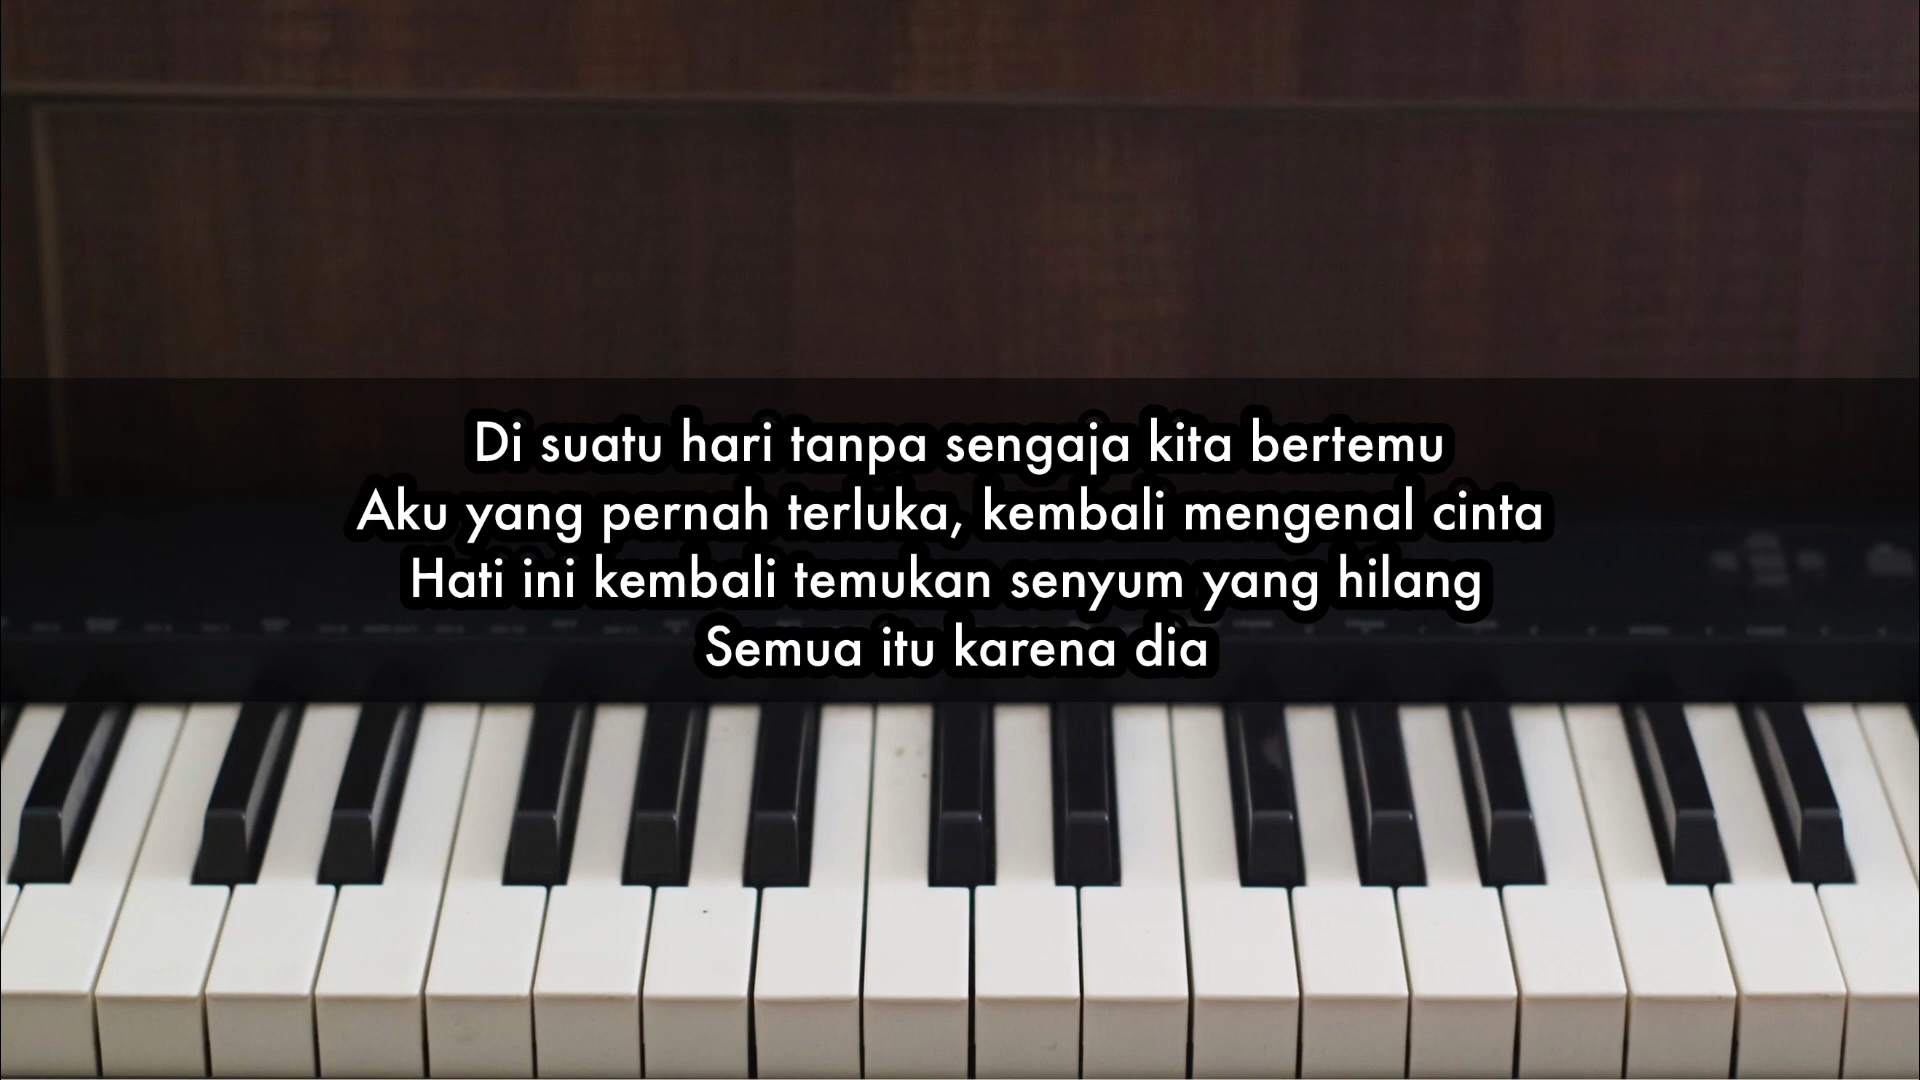 Di suatu hari tanpa sengaja kita bertemu
Aku yang pernah terluka, kembali mengenal cinta
Hati ini kembali temukan senyum yang hilang
Semua itu karena dia